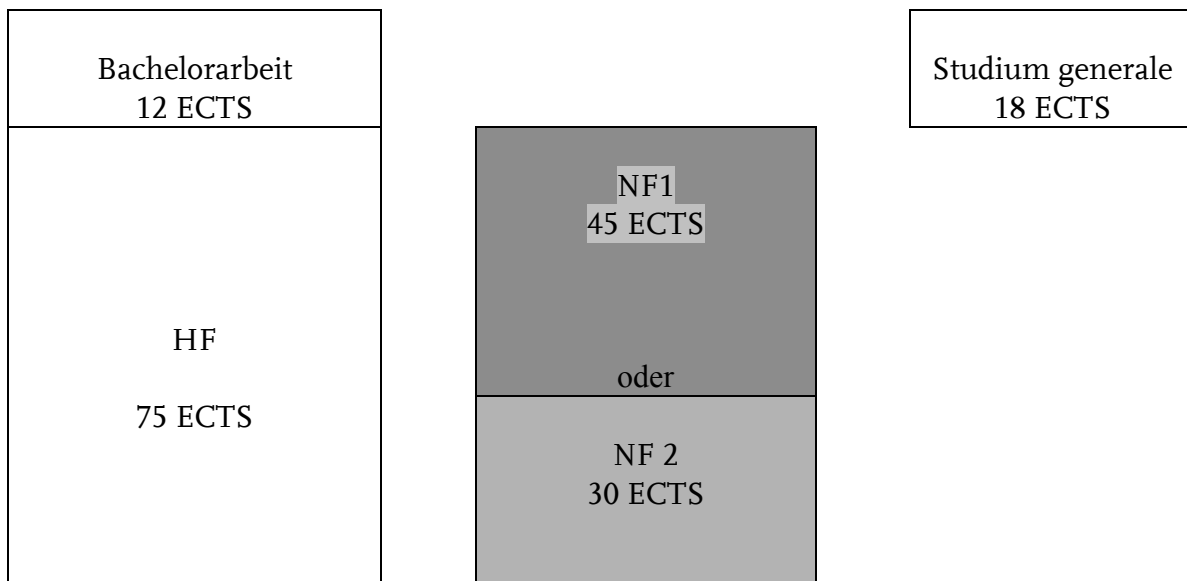 Bachelorarbeit
12 ECTS
HF
75 ECTS
NF1
45 ECTS
oder
NF 2
30 ECTS
Studium generale
18 ECTS